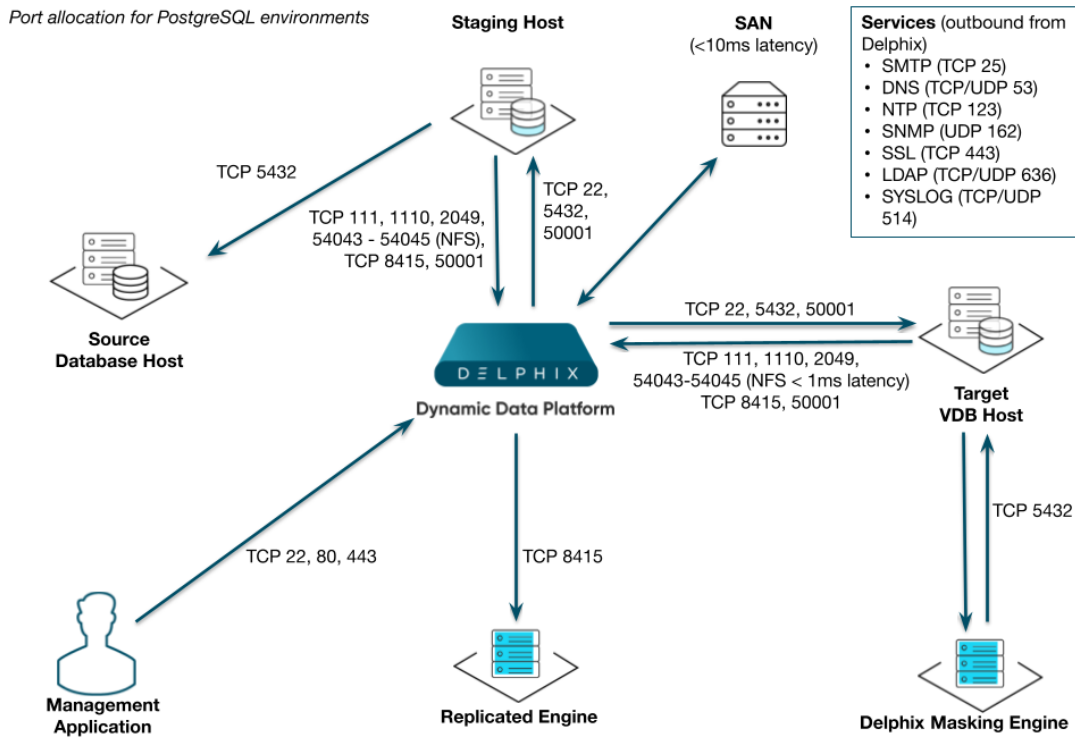 Port allocation for PostgreSQL environments
Staging Host
SAN
(<10ms latency)
Services (outbound from
Delphix)
• SMTP (TCP 25)
• DNS (TCP/UDP 53)
• NTP (TCP 123)
• SNMP (UDP 162)
• SSL (TCP 443)
• LDAP (TCP/UDP 636)
• SYSLOG (TCP/UDP
514)
TCP 5432
TCP 111, 1110, 2049,
54043 - 54045 (NFS),
TCP 8415, 50001
TCP 22,
5432,
50001
Source
Database Host
DELPHIX
Dynamic Data Platform
TCP 22, 5432, 50001
TCP 111, 1110, 2049,
54043-54045 (NFS < 1ms latency)
TCP 8415, 50001
Target
VDB Host
TCP 5432
TCP 22, 80, 443
TCP 8415
Management
Application
Replicated Engine
Delphix Masking Engine